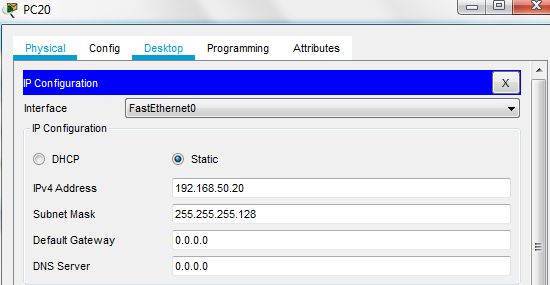 PC20
Physical Config Desktop Programming Attributes
IP Configuration X
Interface FastEthernet0
IP Configuration
DHCP Static
IPv4 Address 192.168.50.20
Subnet Mask 255.255.255.128
Default Gateway 0.0.0.0
DNS Server 0.0.0.0